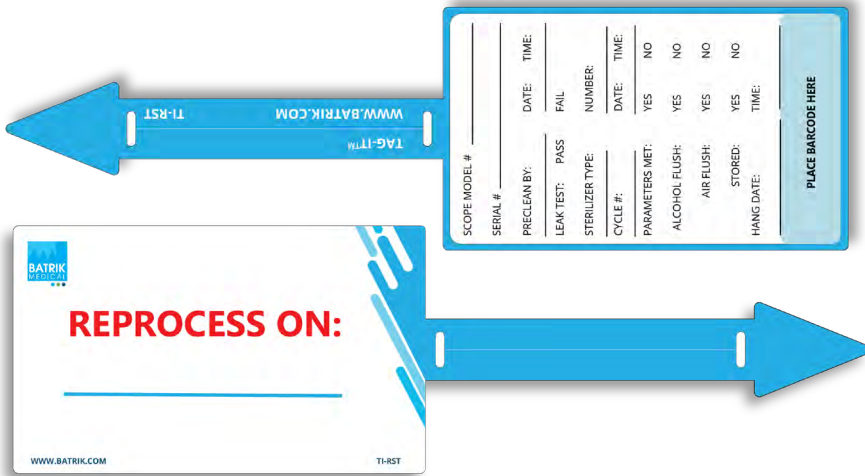 TI-RST WWW.BATRIK.COM
TAG-IT™
SCOPE MODEL #
SERIAL #
PRECLEAN BY: DATE: TIME:
LEAK TEST: PASS FAIL
STERILIZER TYPE: NUMBER:
CYCLE #: DATE: TIME:
PARAMETERS MET: YES NO
ALCOHOL FLUSH: YES NO
AIR FLUSH: YES NO
STORED: YES NO
HANG DATE: TIME:
PLACE BARCODE HERE
BATRIK
MEDICAL
REPROCESS ON:
WWW.BATRIK.COM TI-RST